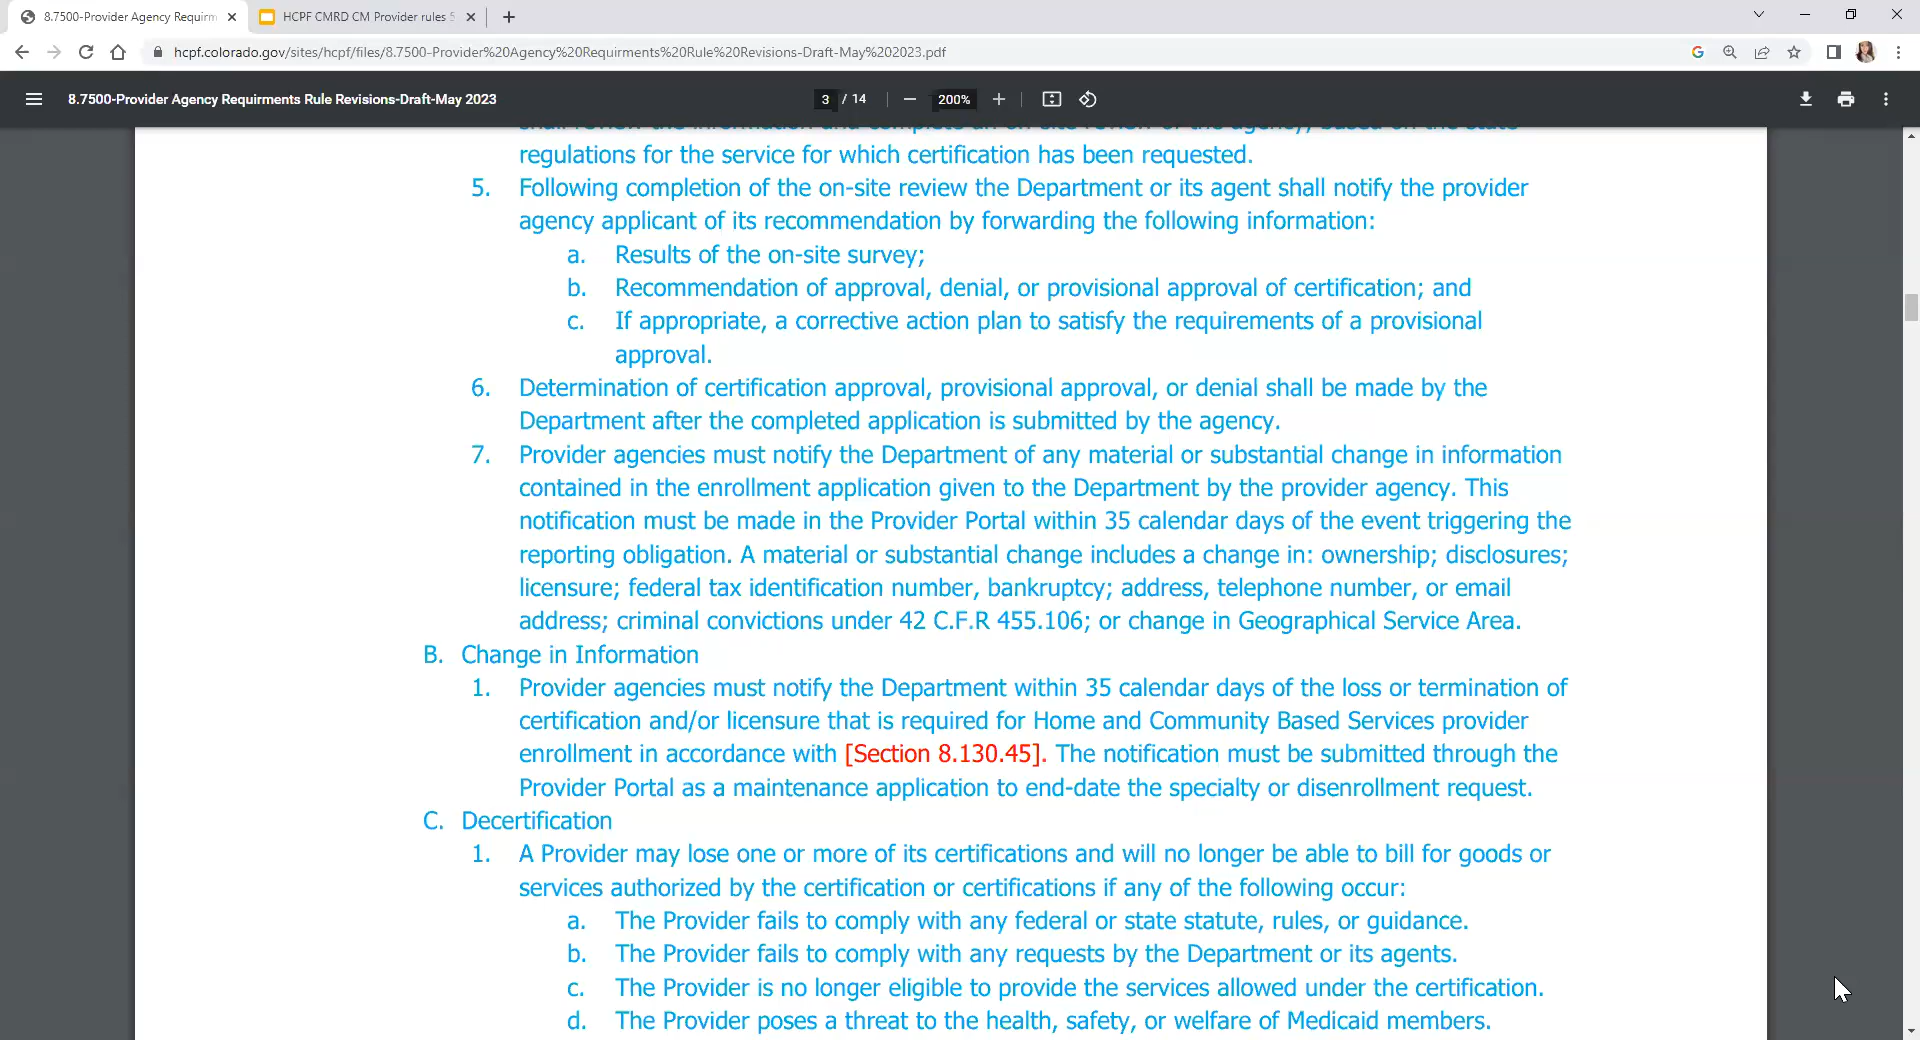 8.7500-Provider Agency Requirm
HCPF CMRD CM Provider rules 5
hcpf.colorado.gov/sites/hcpf/files/8.7500-Provider%20Agency%20Requirments%20Rule%20Revisions-Draft-May%202023.pdf
8.7500-Provider Agency Requirments Rule Revisions-Draft-May 2023
3 / 14
200%
shall review the information and complete an on-site review of the agency, based on the state
regulations for the service for which certification has been requested.
5. Following completion of the on-site review the Department or its agent shall notify the provider
agency applicant of its recommendation by forwarding the following information:
a. Results of the on-site survey;
b. Recommendation of approval, denial, or provisional approval of certification; and
c. If appropriate, a corrective action plan to satisfy the requirements of a provisional
approval.
6. Determination of certification approval, provisional approval, or denial shall be made by the
Department after the completed application is submitted by the agency.
7. Provider agencies must notify the Department of any material or substantial change in information
contained in the enrollment application given to the Department by the provider agency. This
notification must be made in the Provider Portal within 35 calendar days of the event triggering the
reporting obligation. A material or substantial change includes a change in: ownership; disclosures;
licensure; federal tax identification number, bankruptcy; address, telephone number, or email
address; criminal convictions under 42 C.F.R 455.106; or change in Geographical Service Area.
B. Change in Information
1. Provider agencies must notify the Department within 35 calendar days of the loss or termination of
certification and/or licensure that is required for Home and Community Based Services provider
enrollment in accordance with [Section 8.130.45]. The notification must be submitted through the
Provider Portal as a maintenance application to end-date the specialty or disenrollment request.
C. Decertification
1. A Provider may lose one or more of its certifications and will no longer be able to bill for goods or
services authorized by the certification or certifications if any of the following occur:
a. The Provider fails to comply with any federal or state statute, rules, or guidance.
b. The Provider fails to comply with any requests by the Department or its agents.
c. The Provider is no longer eligible to provide the services allowed under the certification.
d. The Provider poses a threat to the health, safety, or welfare of Medicaid members.